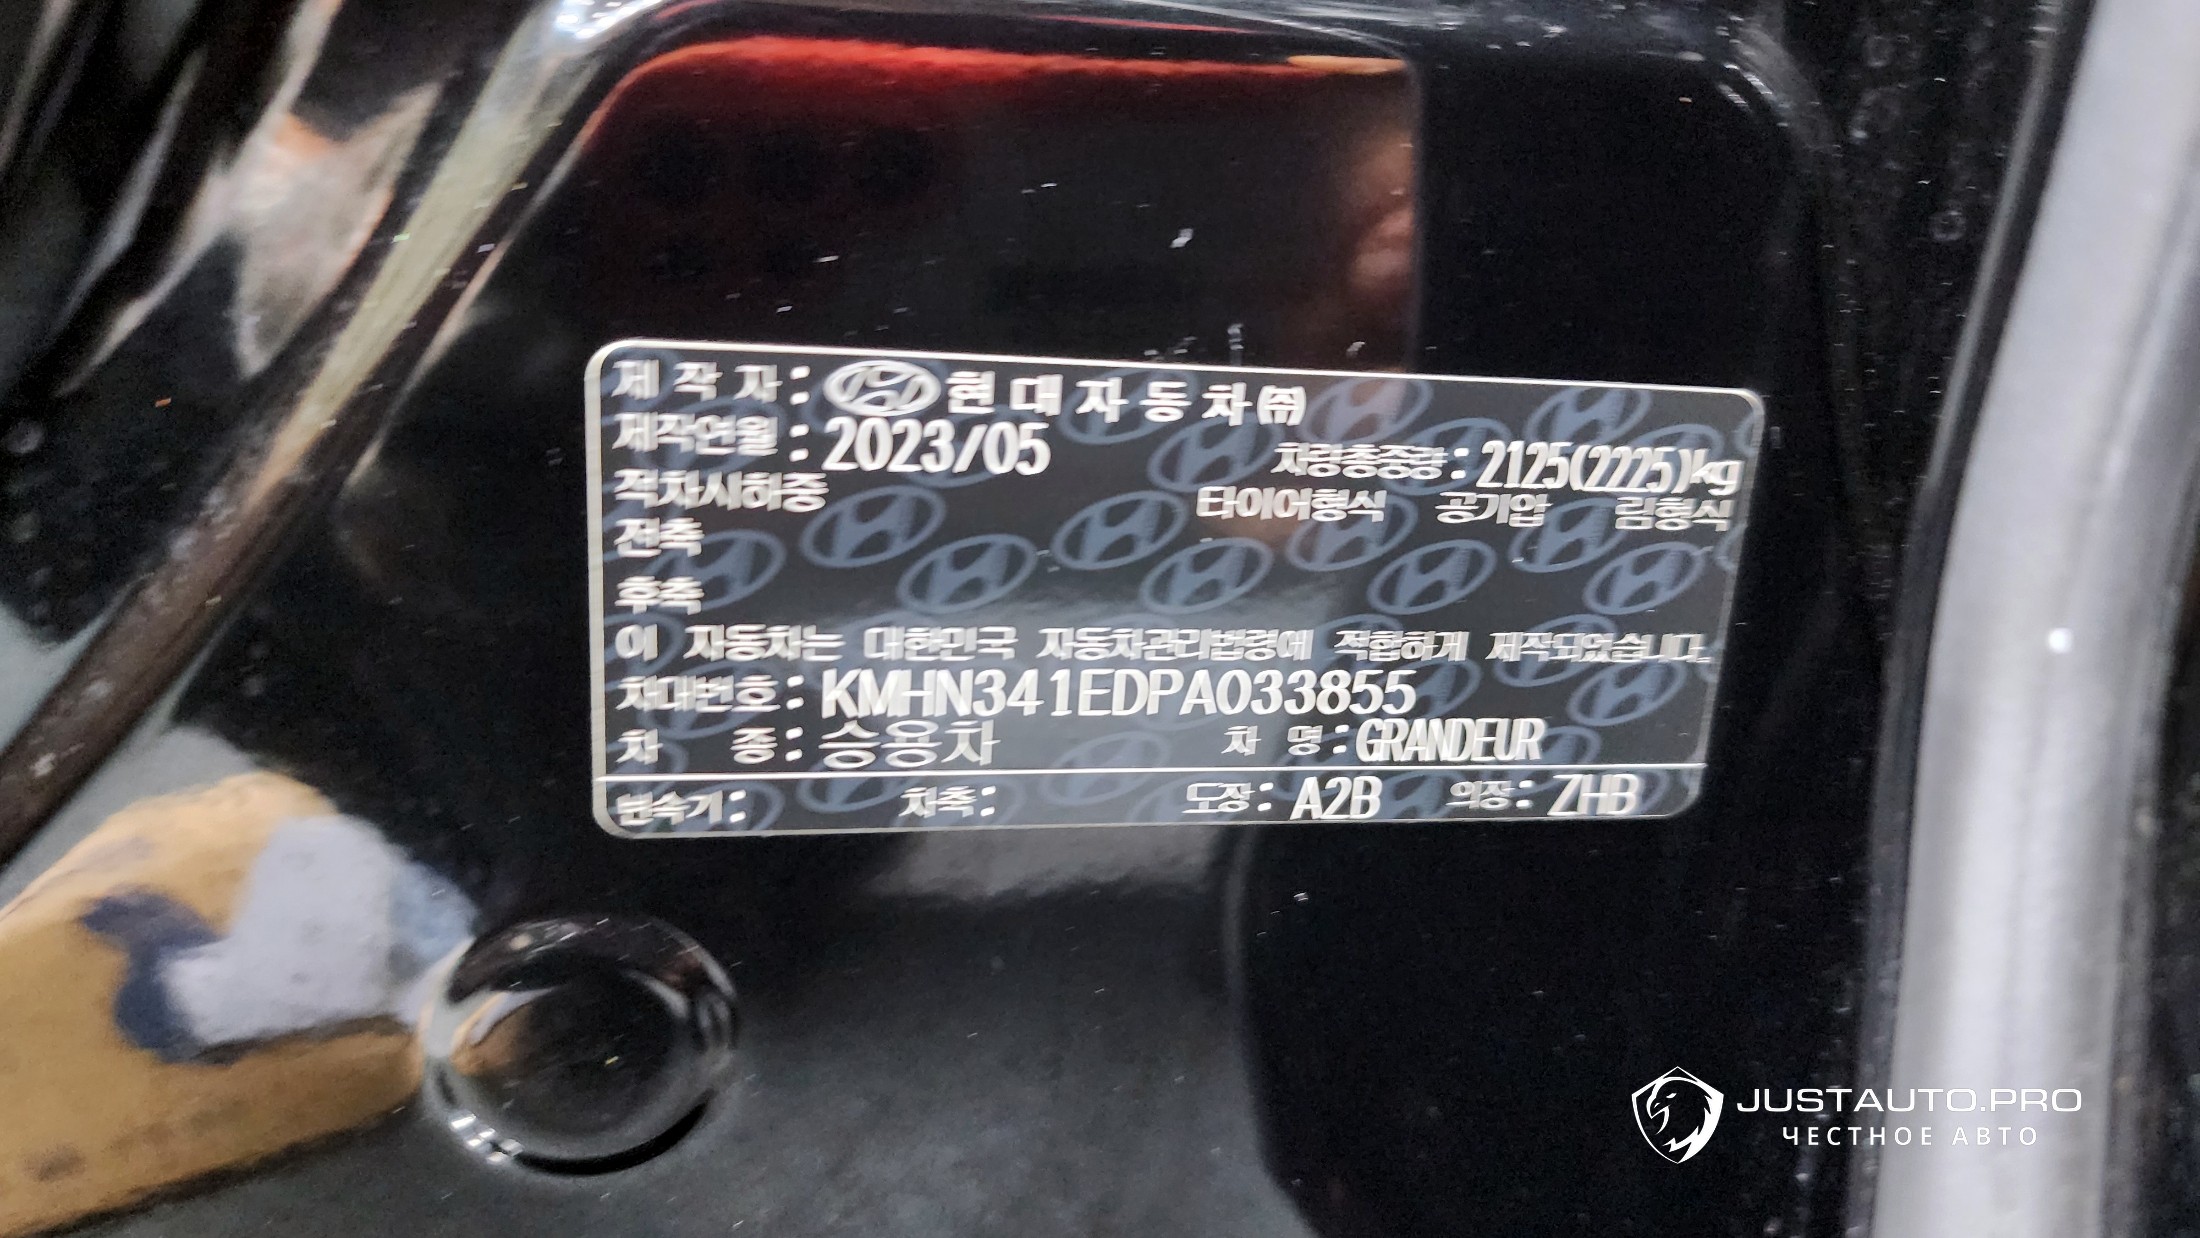 제 작 자 : 현 대 자 동 차 ㈜
제작연월 : 2023/05
차량총중량 : 2125(2225)kg
적차시하중 타이어형식 공기압 림형식
전축
후축
이 자동차는 대한민국 자동차관리법령에 적합하게 제작되었습니다.
차대번호 : KMHN341EDPA033855
차 종 : 승용차 차 명 : GRANDEUR
변속기 : 차축 : 도장 : A2B 의장 : ZHB
JUSTAUTO.PRO
ЧЕСТНОЕ АВТО